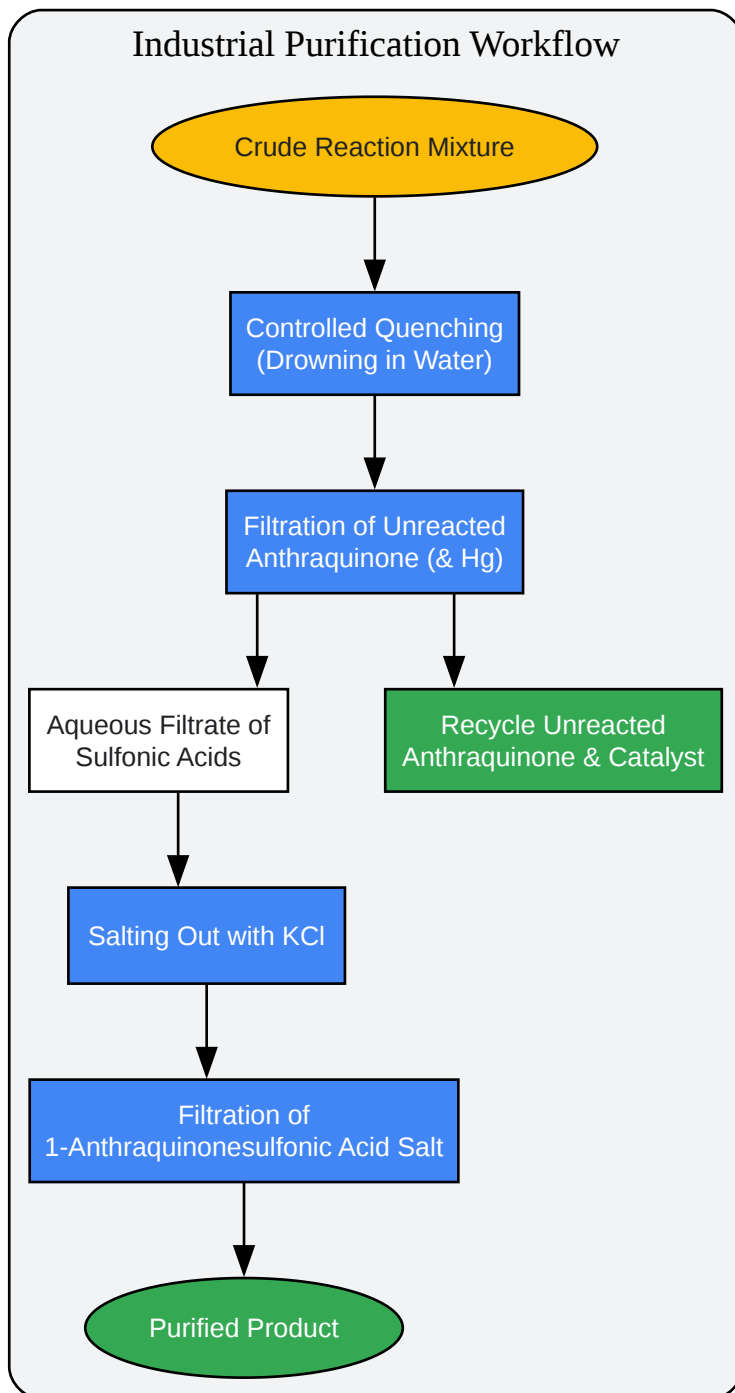 Industrial Purification Workflow
Crude Reaction Mixture
Controlled Quenching
(Drowning in Water)
Filtration of Unreacted
Anthraquinone (& Hg)
Aqueous Filtrate of
Sulfonic Acids
Recycle Unreacted
Anthraquinone & Catalyst
Salting Out with KCl
Filtration of
1-Anthraquinonesulfonic Acid Salt
Purified Product